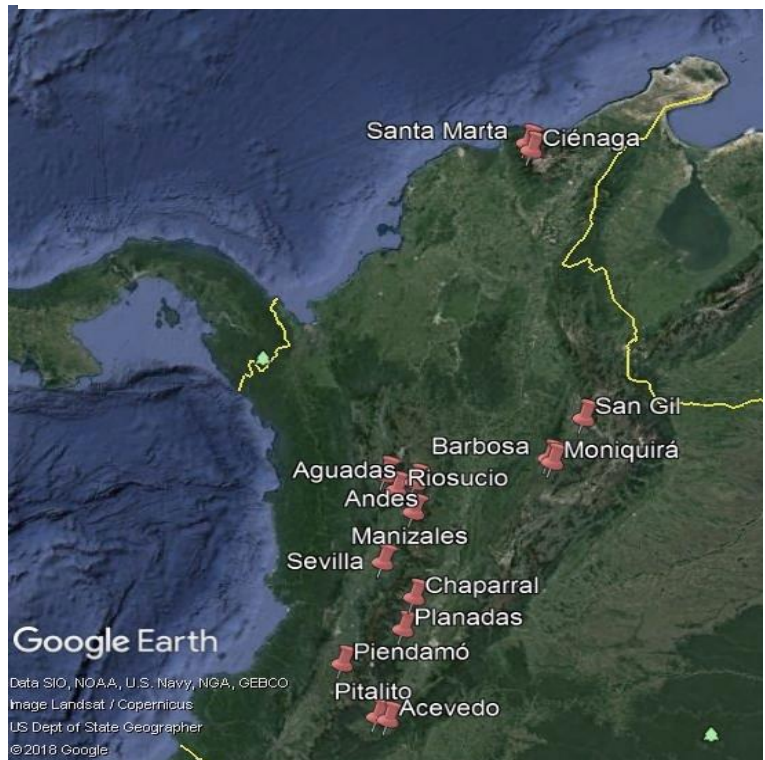 Santa Marta Ciénaga
San Gil
Barbosa Moniquirá
Aguadas Riosucio
Andes
Manizales
Sevilla
Chaparral
Planadas
Piendamó
Pitalito
Acevedo
Google Earth
Data SIO, NOAA, U.S. Navy, NGA, GEBCO
Image Landsat / Copernicus
US Dept of State Geographer
© 2018 Google